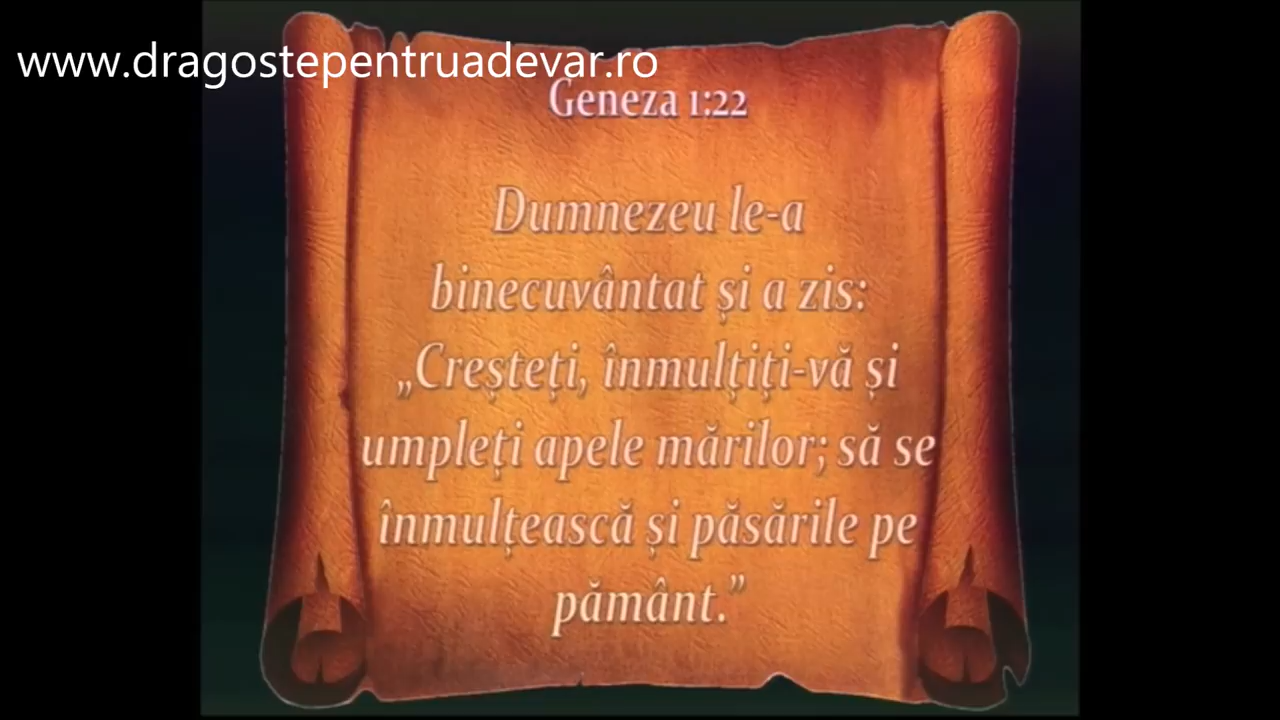 www.dragostepentruadevar.ro
Geneza 1:22
Dumnezeu le-a
binecuvântat și a zis:
„Creșteți, înmulțiți-vă și
umpleți apele mărilor; să se
înmulțească și păsările pe
pământ.”